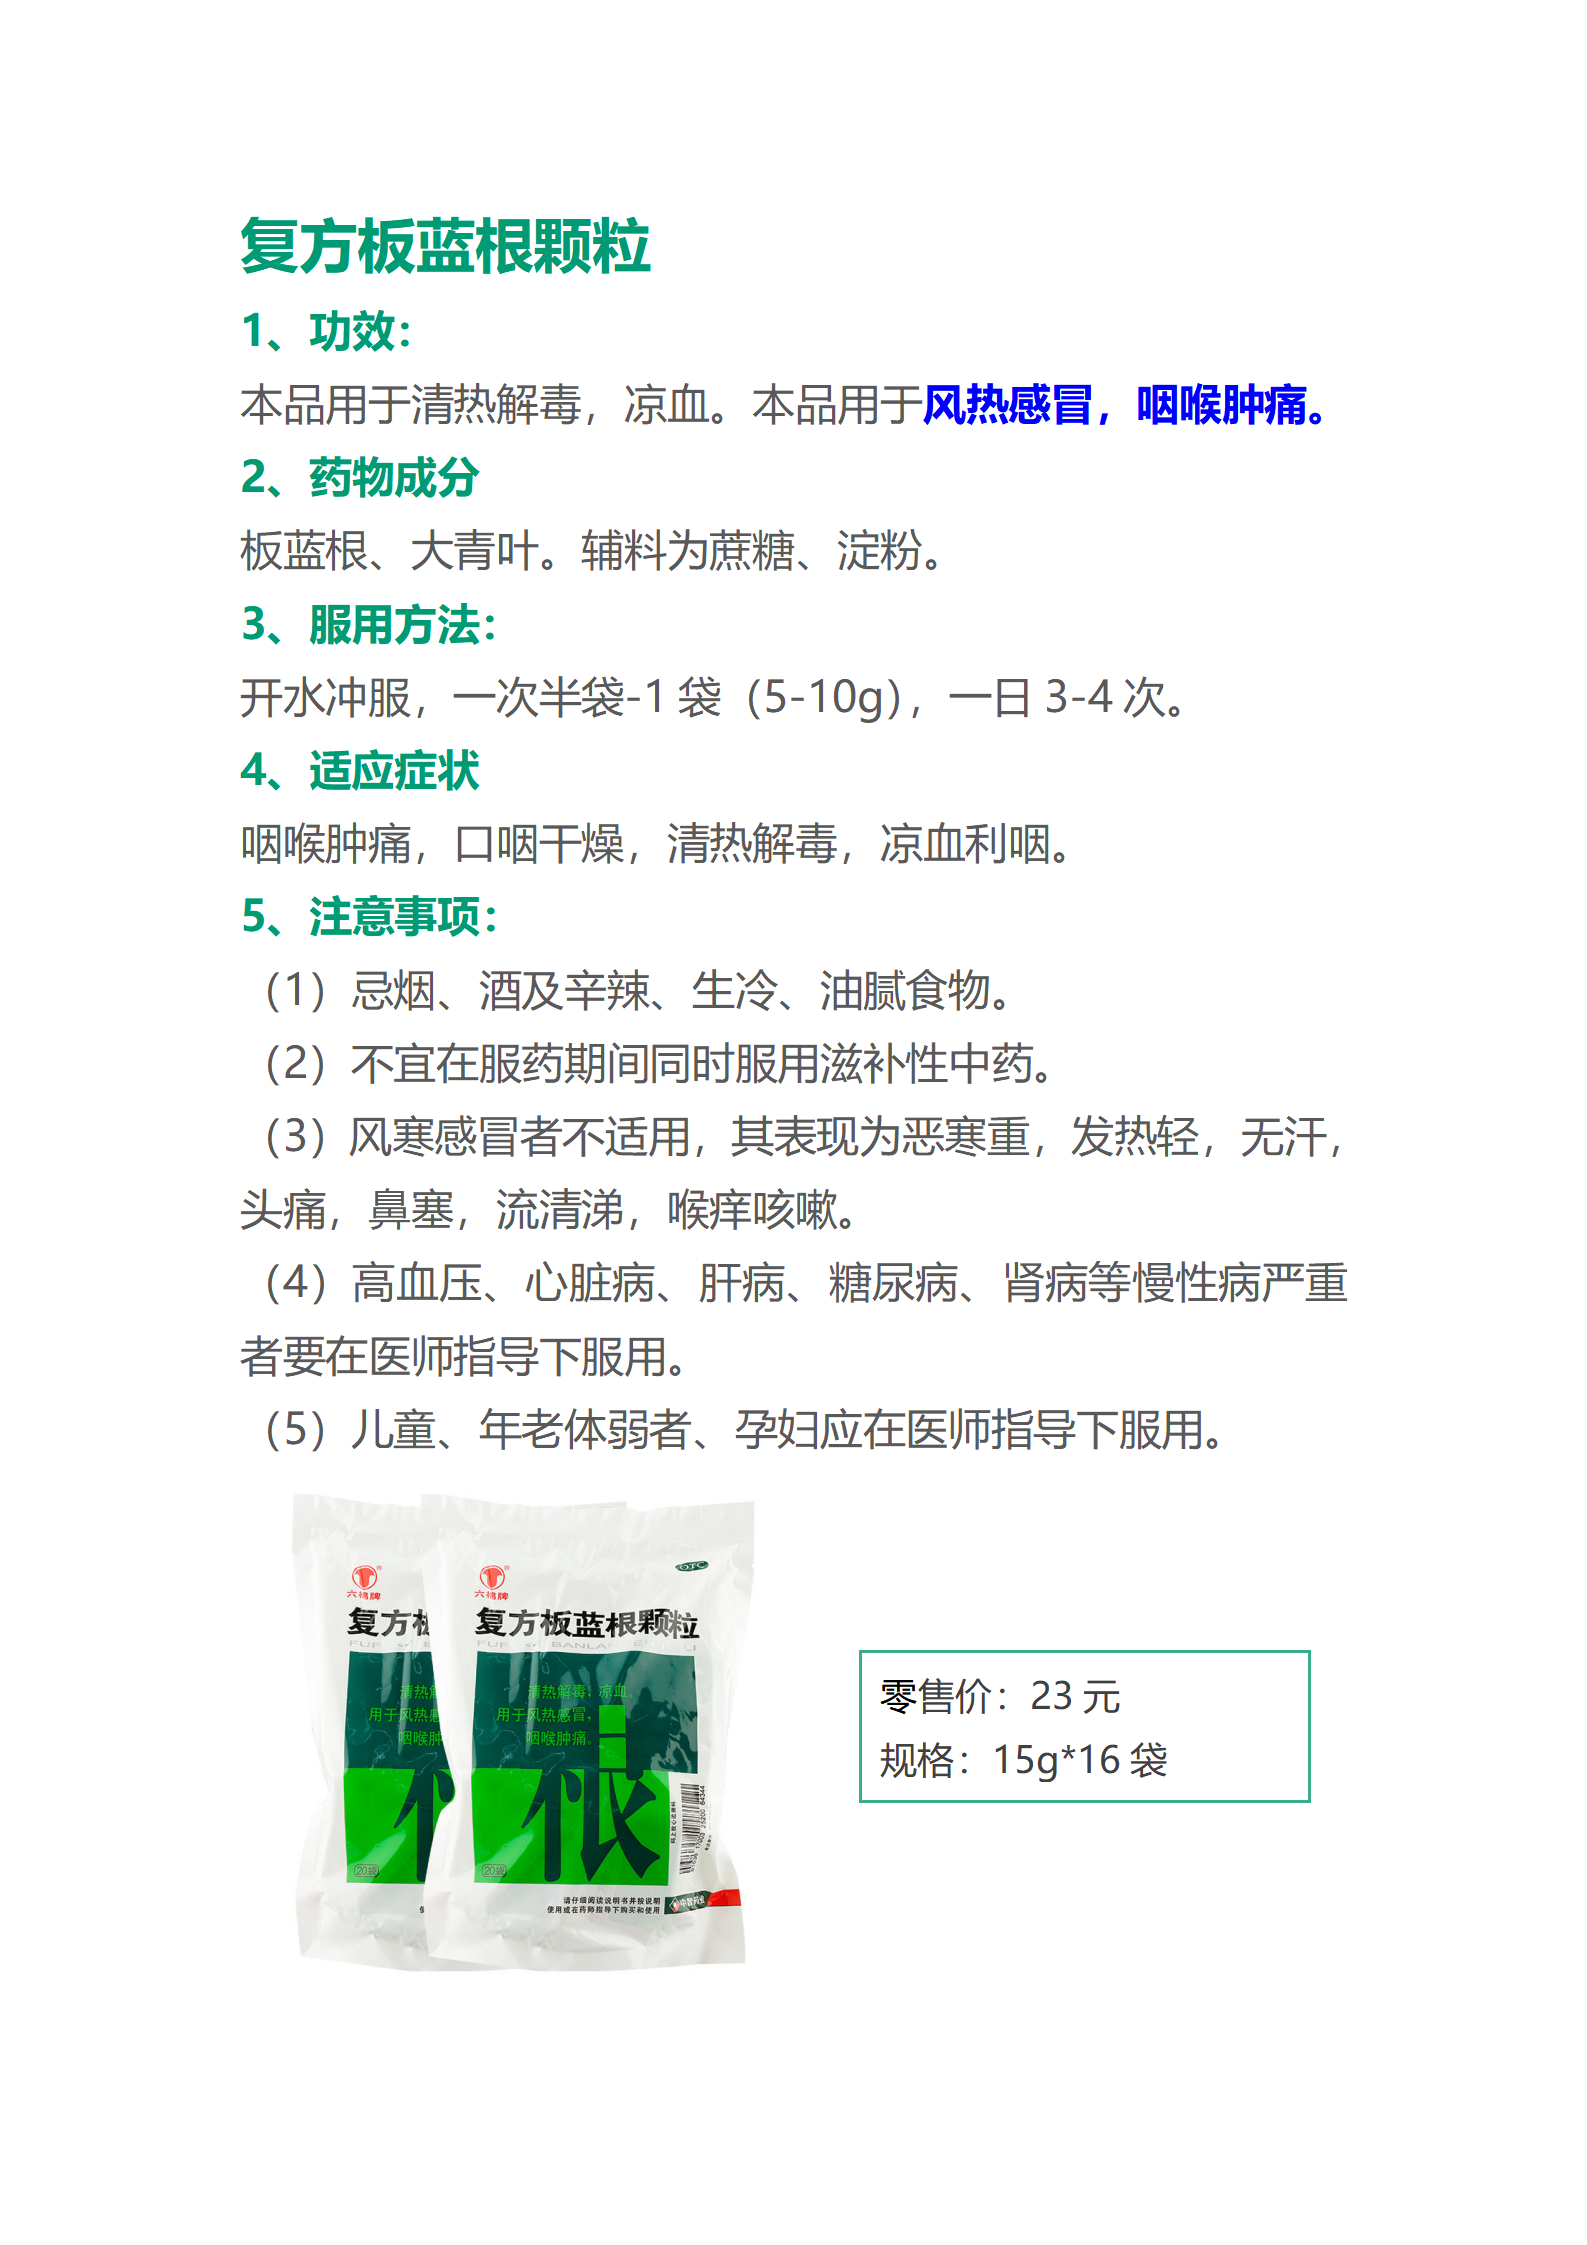 复方板蓝根颗粒
1、功效：
本品用于清热解毒，凉血。本品用于风热感冒，咽喉肿痛。
2、药物成分
板蓝根、大青叶。辅料为蔗糖、淀粉。
3、服用方法：
开水冲服，一次半袋-1 袋（5-10g），一日 3-4 次。
4、适应症状
咽喉肿痛，口咽干燥，清热解毒，凉血利咽。
5、注意事项：
（1）忌烟、酒及辛辣、生冷、油腻食物。
（2）不宜在服药期间同时服用滋补性中药。
（3）风寒感冒者不适用，其表现为恶寒重，发热轻，无汗，
头痛，鼻塞，流清涕，喉痒咳嗽。
（4）高血压、心脏病、肝病、糖尿病、肾病等慢性病严重
者要在医师指导下服用。
（5）儿童、年老体弱者、孕妇应在医师指导下服用。
六棉牌
复方板
清热解
用于风热感
咽喉肿
20袋
OTC
六棉牌
复方板蓝根颗粒
清热解毒，凉血。
用于风热感冒，
咽喉肿痛。
根
20袋
请仔细阅读说明书并按说明
使用或在药师指导下购买和使用
中智药业
零售价：23 元
规格：15g*16 袋